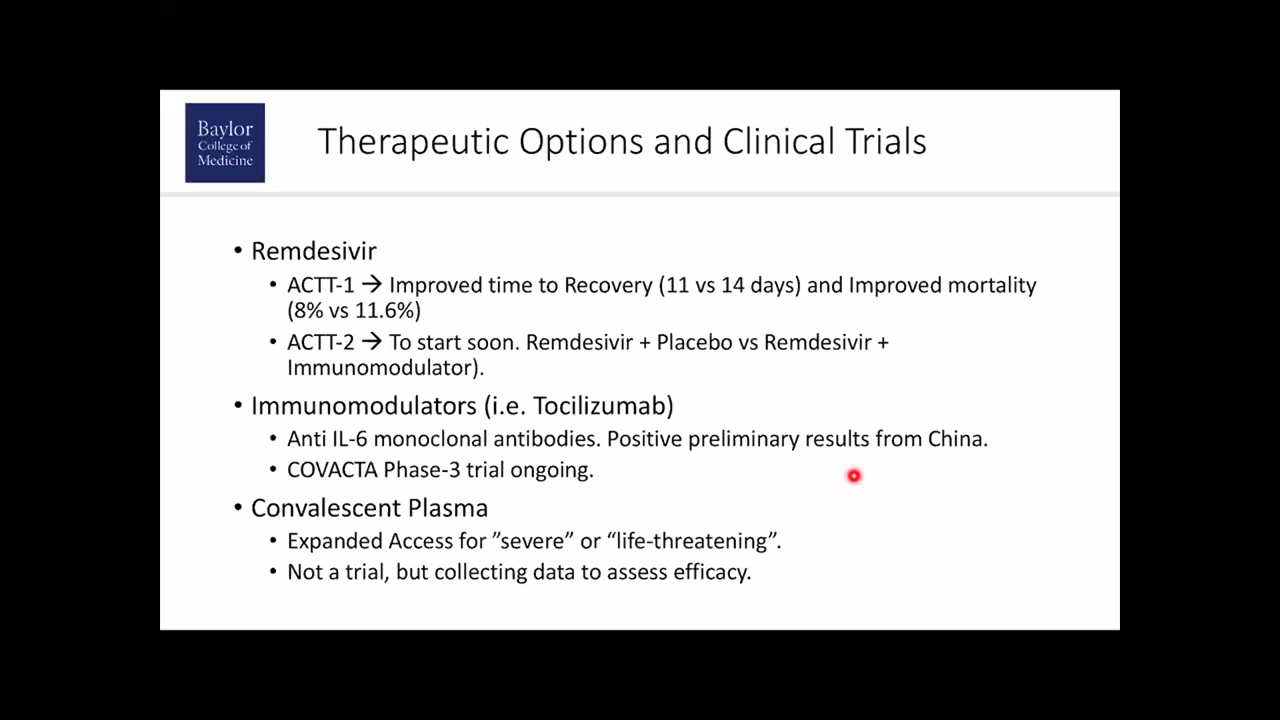 Baylor
College of
Medicine
Therapeutic Options and Clinical Trials
• Remdesivir
• ACTT-1 → Improved time to Recovery (11 vs 14 days) and Improved mortality
(8% vs 11.6%)
• ACTT-2 → To start soon. Remdesivir + Placebo vs Remdesivir +
Immunomodulator).
• Immunomodulators (i.e. Tocilizumab)
• Anti IL-6 monoclonal antibodies. Positive preliminary results from China.
• COVACTA Phase-3 trial ongoing.
• Convalescent Plasma
• Expanded Access for ”severe” or “life-threatening”.
• Not a trial, but collecting data to assess efficacy.